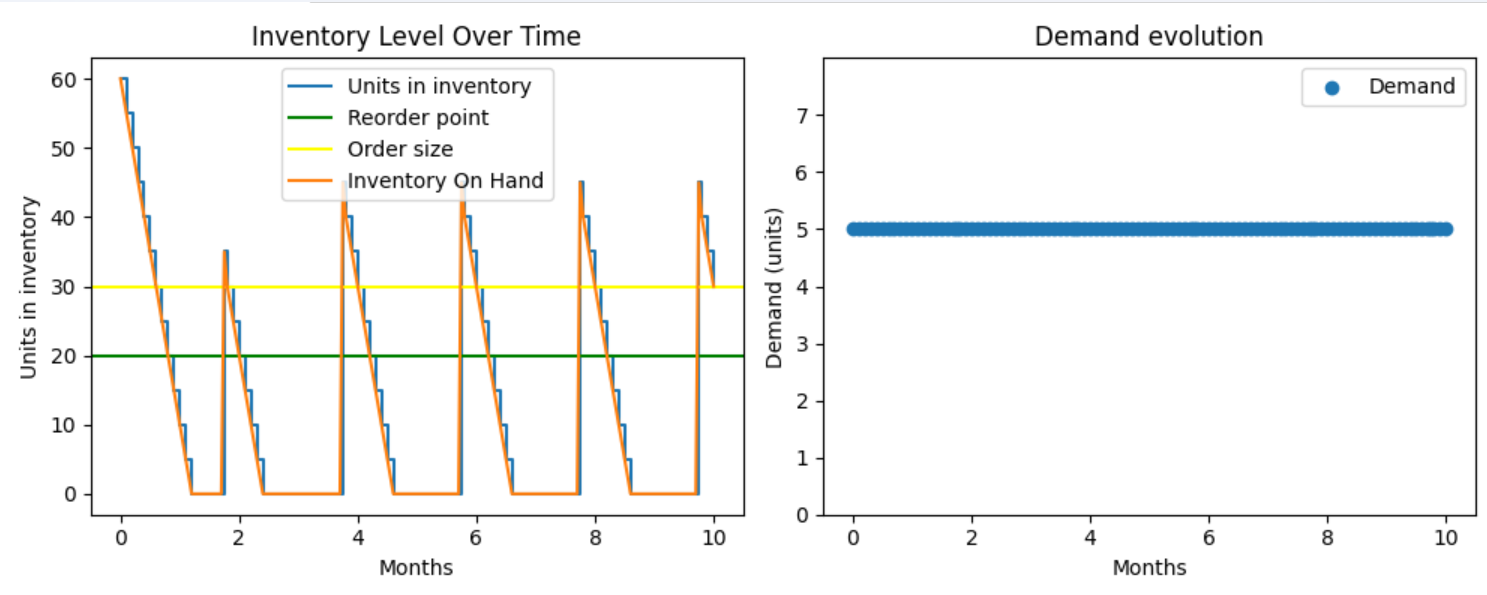 Inventory Level Over Time
Units in inventory
Reorder point
Order size
Inventory On Hand
Units in inventory
60
50
40
30
20
10
0
0 2 4 6 8 10
Months
Demand evolution
Demand
Demand (units)
7
6
5
4
3
2
1
0
0 2 4 6 8 10
Months